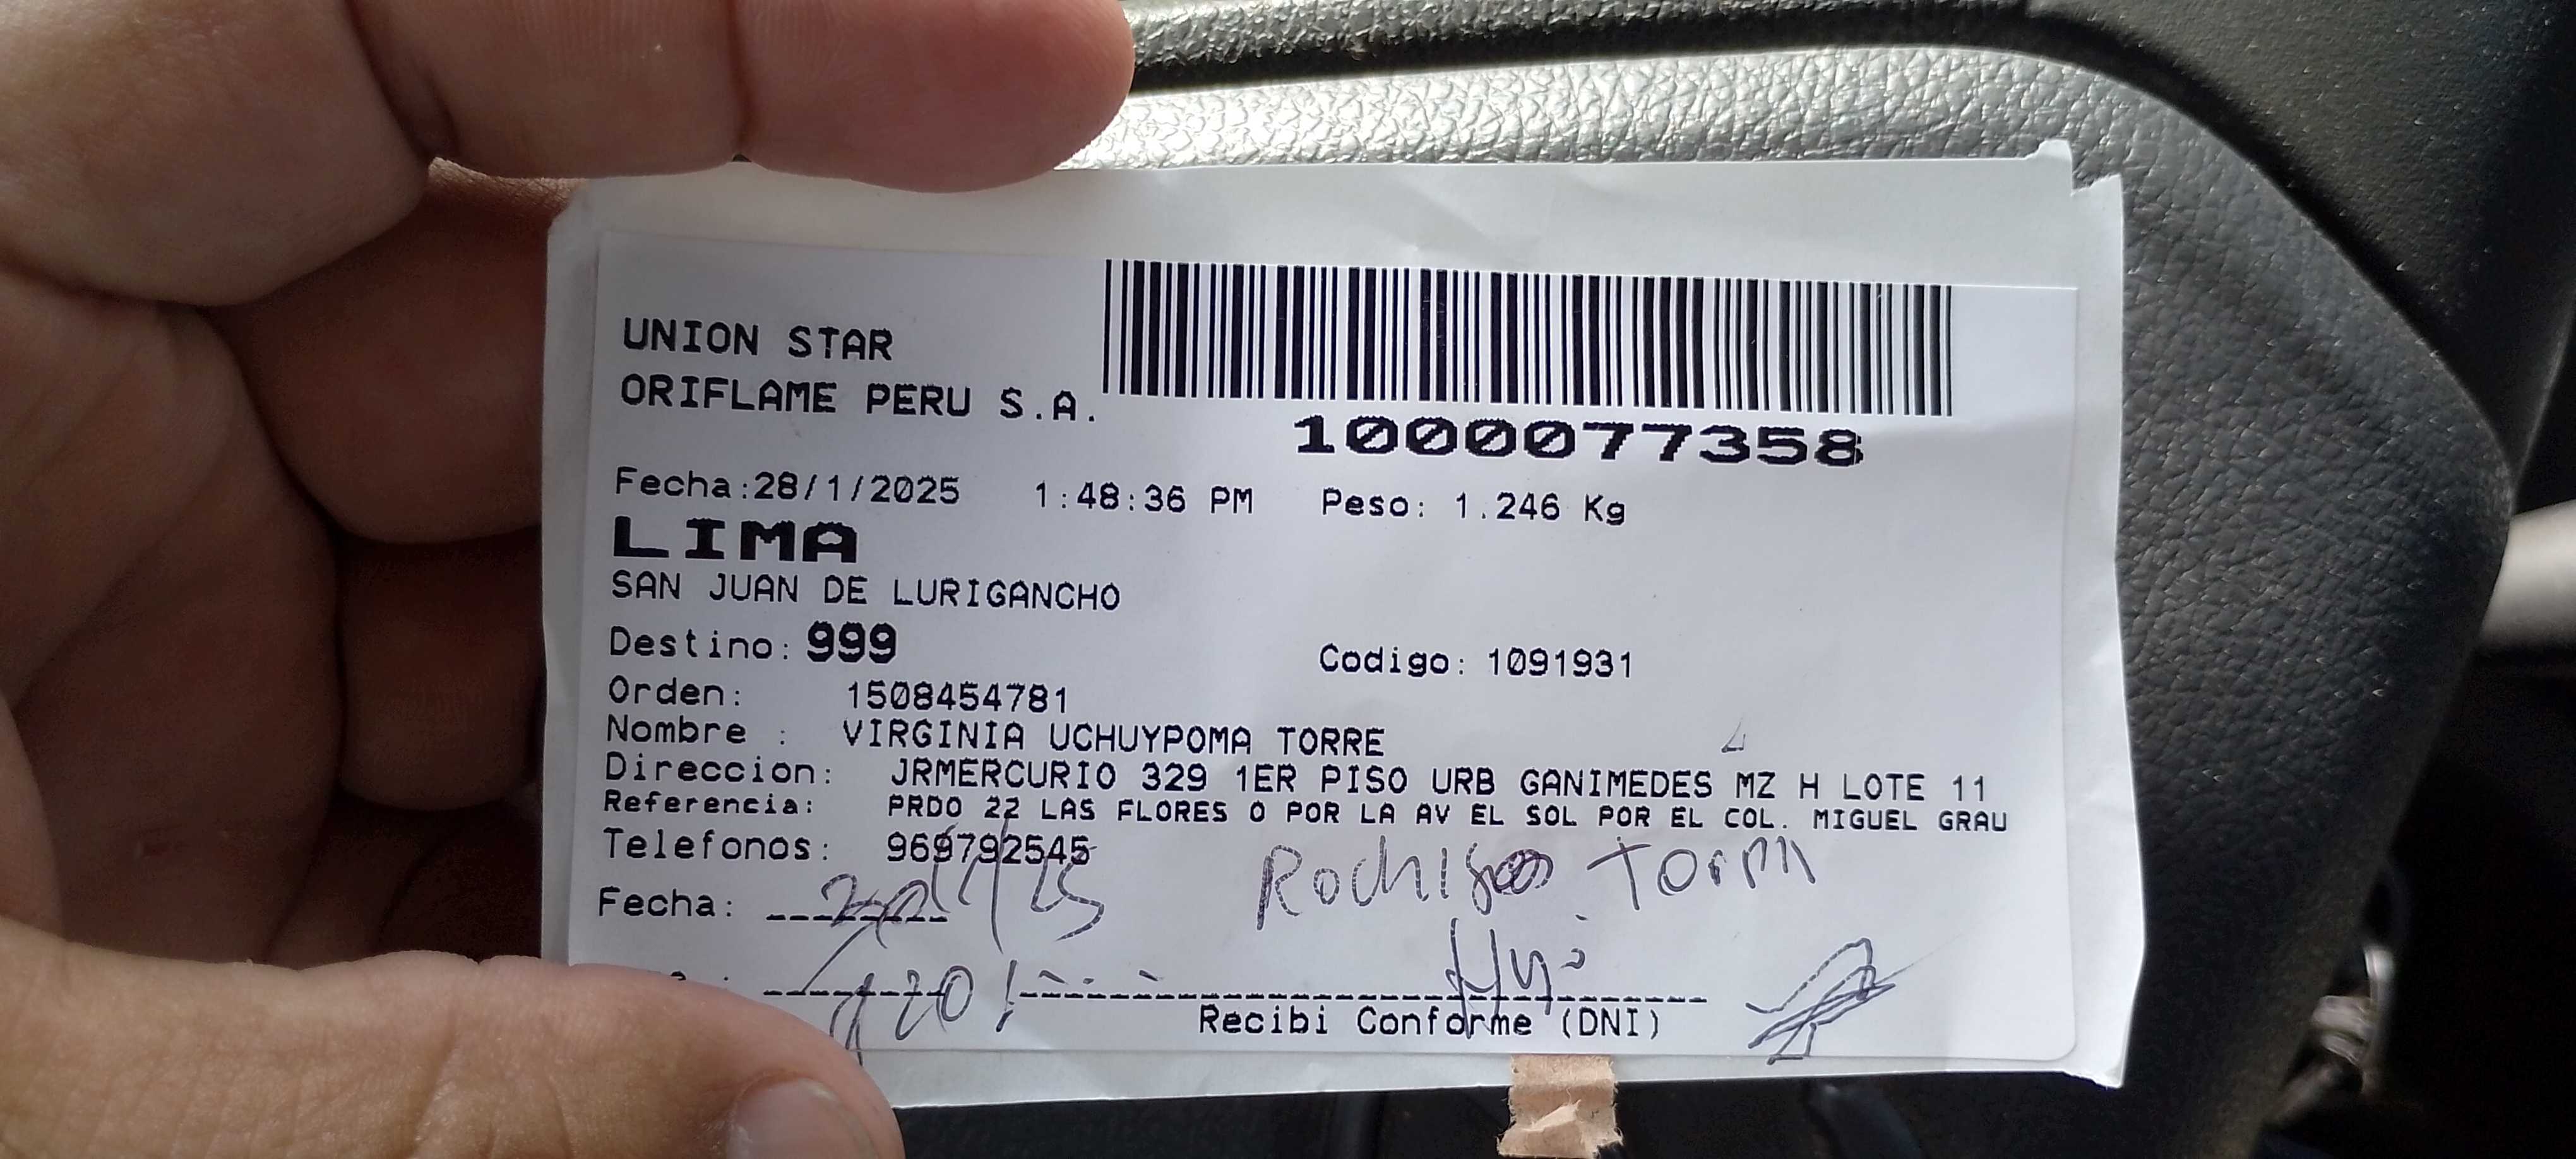 UNION STAR
ORIFLAME PERU S.A.
1000077358
Fecha:28/1/2025 1:48:36 PM Peso: 1.246 Kg
LIMA
SAN JUAN DE LURIGANCHO
Destino: 999 Codigo: 1091931
Orden: 1508454781
Nombre : VIRGINIA UCHUYPOMA TORRE
Direccion: JRMERCURIO 329 1ER PISO URB GANIMEDES MZ H LOTE 11
Referencia: PRDO 22 LAS FLORES O POR LA AV EL SOL POR EL COL. MIGUEL GRAU
Telefonos: 969792545
Fecha:
Recibi Conforme (DNI)